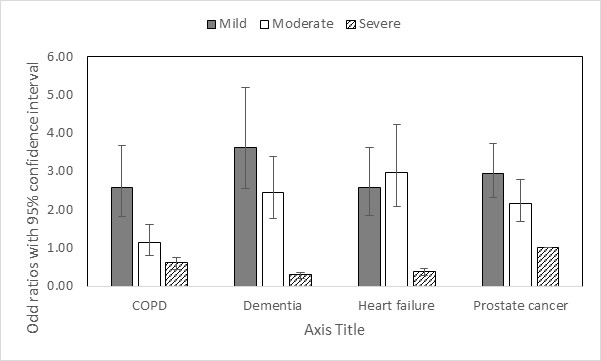 Mild Moderate Severe
Odd ratios with 95% confidence interval
6.00
5.00
4.00
3.00
2.00
1.00
0.00
COPD Dementia Heart failure Prostate cancer
Axis Title